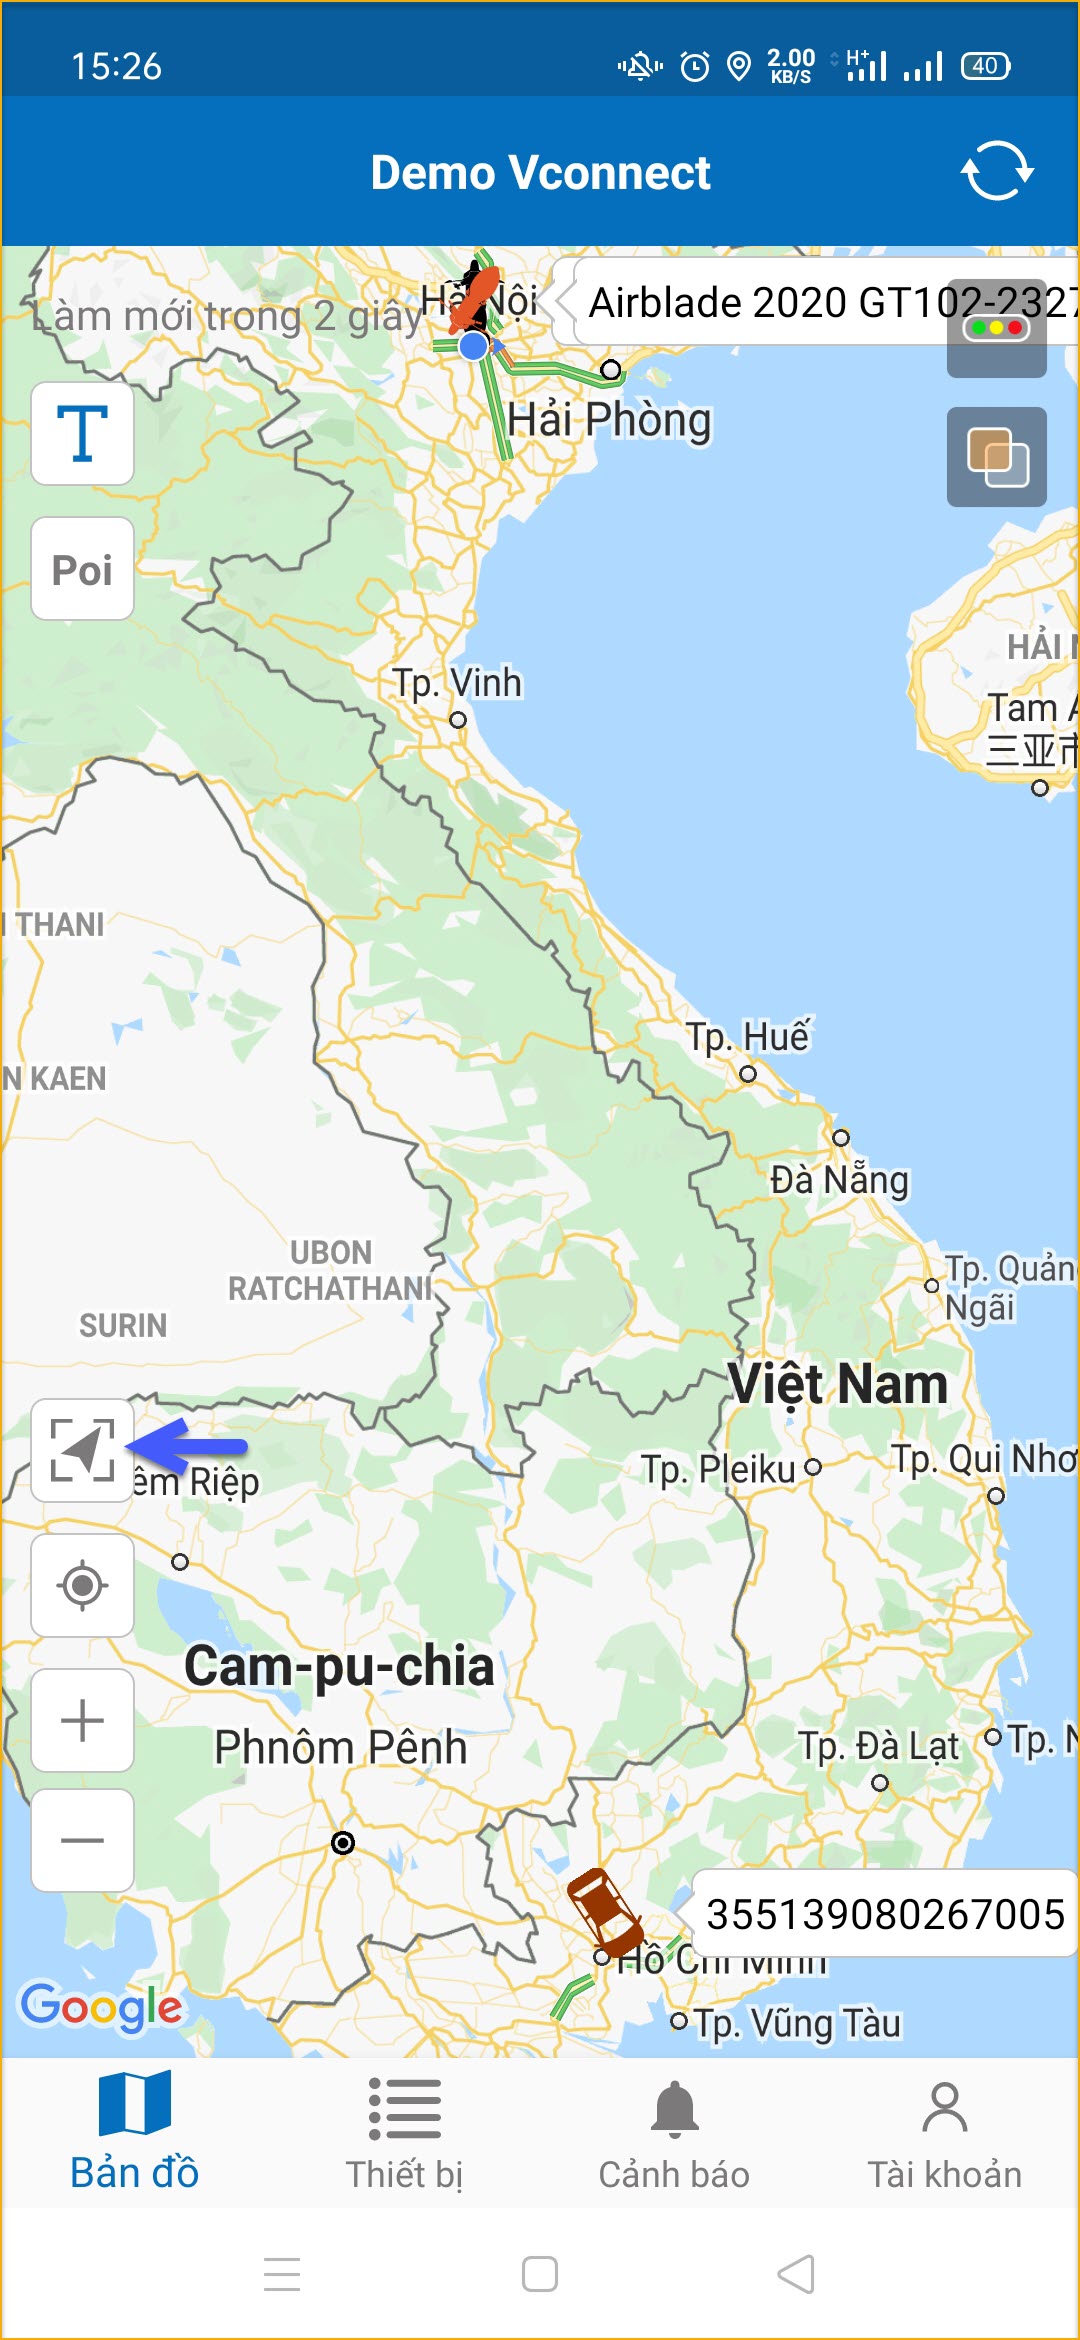 15:26
2.00
KB/S
H+
40
Demo Vconnect
Làm mới trong 2 giây
Hà Nội
Airblade 2020 GT102-2327
T
Hải Phòng
Poi
HẢI
Tp. Vinh
Tam
三亚市
THANI
Tp. Huế
N KAEN
Đà Nẵng
UBON
RATCHATHANI
Tp. Quản
Ngãi
SURIN
Việt Nam
Tp. Pleiku
Tp. Qui Nhơ
êm Riệp
Cam-pu-chia
Phnôm Pênh
Tp. Đà Lạt
Tp. N
355139080267005
Hồ Chí Minh
Google
Tp. Vũng Tàu
Bản đồ
Thiết bị
Cảnh báo
Tài khoản